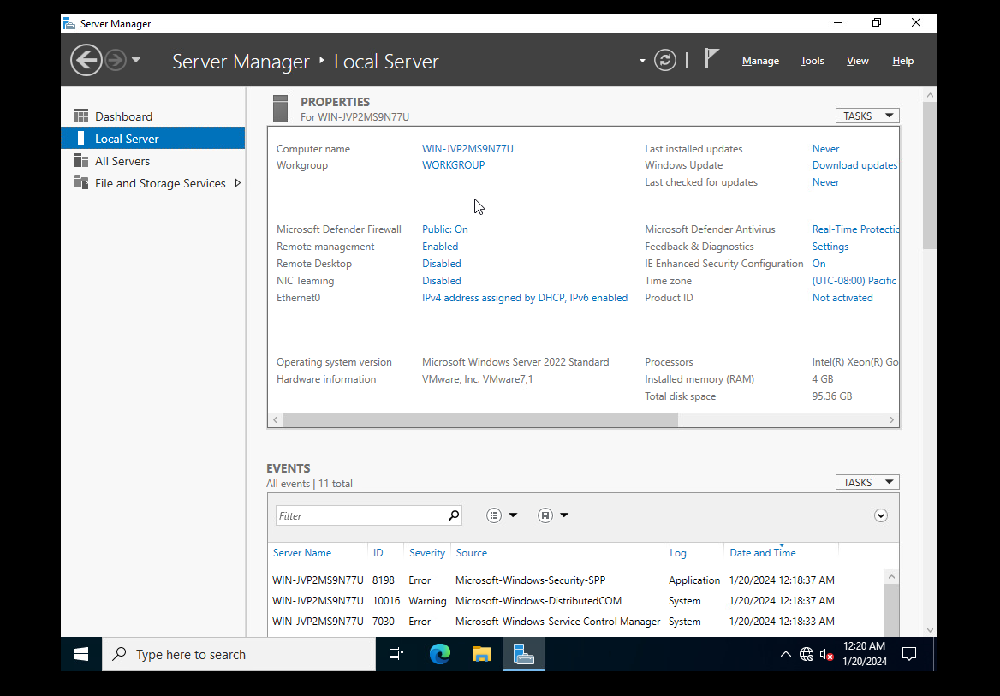 Server Manager
Server Manager ‣ Local Server
Manage Tools View Help
Dashboard
Local Server
All Servers
File and Storage Services
PROPERTIES
For WIN-JVP2MS9N77U
TASKS
Computer name WIN-JVP2MS9N77U Last installed updates Never
Workgroup WORKGROUP Windows Update Download updates
Last checked for updates Never
Microsoft Defender Firewall Public: On Microsoft Defender Antivirus Real-Time Protectio
Remote management Enabled Feedback & Diagnostics Settings
Remote Desktop Disabled IE Enhanced Security Configuration On
NIC Teaming Disabled Time zone (UTC-08:00) Pacific
Ethernet0 IPv4 address assigned by DHCP, IPv6 enabled Product ID Not activated
Operating system version Microsoft Windows Server 2022 Standard Processors Intel(R) Xeon(R) Go
Hardware information VMware, Inc. VMware7,1 Installed memory (RAM) 4 GB
Total disk space 95.36 GB
EVENTS
All events | 11 total
TASKS
Filter
Server Name ID Severity Source Log Date and Time
WIN-JVP2MS9N77U 8198 Error Microsoft-Windows-Security-SPP Application 1/20/2024 12:18:37 AM
WIN-JVP2MS9N77U 10016 Warning Microsoft-Windows-DistributedCOM System 1/20/2024 12:18:37 AM
WIN-JVP2MS9N77U 7030 Error Microsoft-Windows-Service Control Manager System 1/20/2024 12:18:33 AM
Type here to search
12:20 AM
1/20/2024